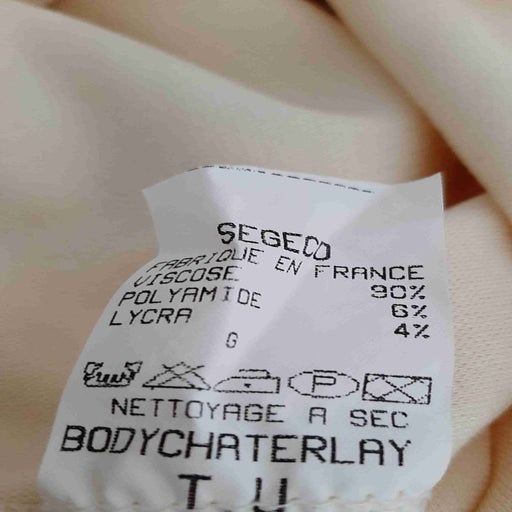 SEGECO
FABRIQUE EN FRANCE
VISCOSE 90%
POLYAMIDE 6%
LYCRA 4%
G
P
NETTOYAGE A SEC
BODYCHATERLAY
T.U